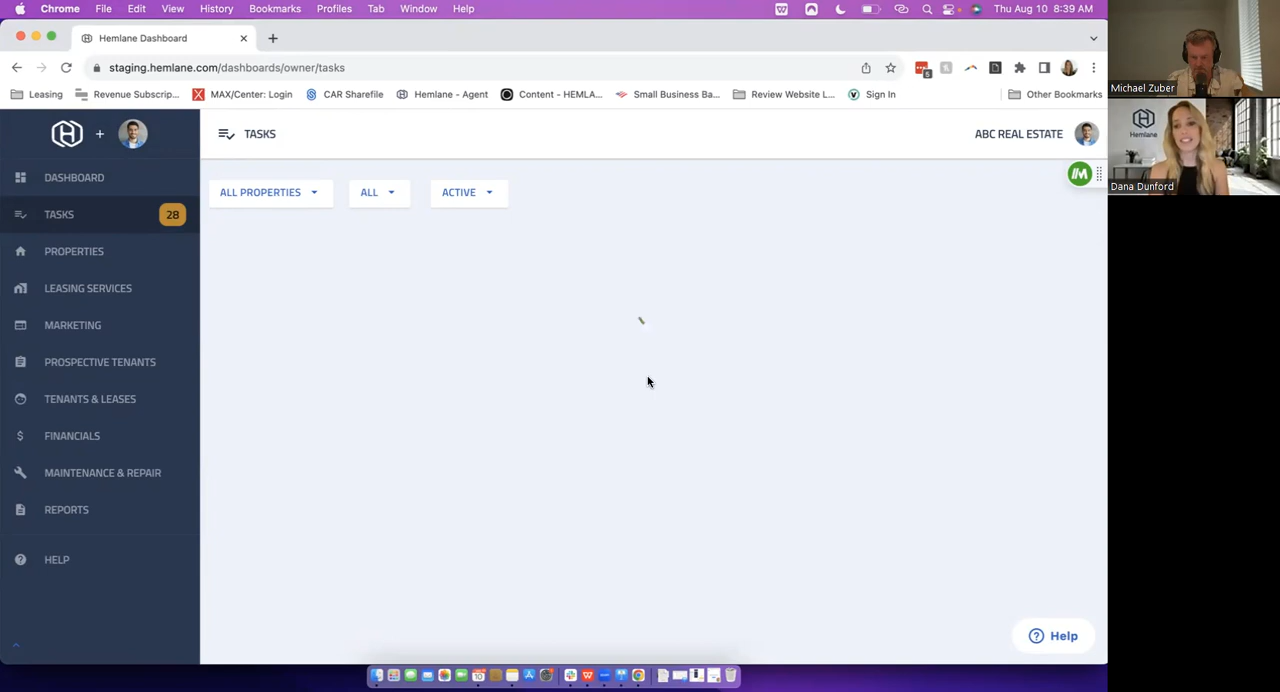 Chrome File Edit View History Bookmarks Profiles Tab Window Help Thu Aug 10 8:39 AM
Hemlane Dashboard
staging.hemlane.com/dashboards/owner/tasks
6
Leasing Revenue Subscrip... MAX/Center: Login CAR Sharefile Hemlane - Agent Content - HEMLA... Small Business Ba... Review Website L... Sign In Other Bookmarks
TASKS
ABC REAL ESTATE
ALL PROPERTIES ALL ACTIVE
DASHBOARD
TASKS 28
PROPERTIES
LEASING SERVICES
MARKETING
PROSPECTIVE TENANTS
TENANTS & LEASES
FINANCIALS
MAINTENANCE & REPAIR
REPORTS
HELP
Help
Michael Zuber
Hemlane
Dana Dunford